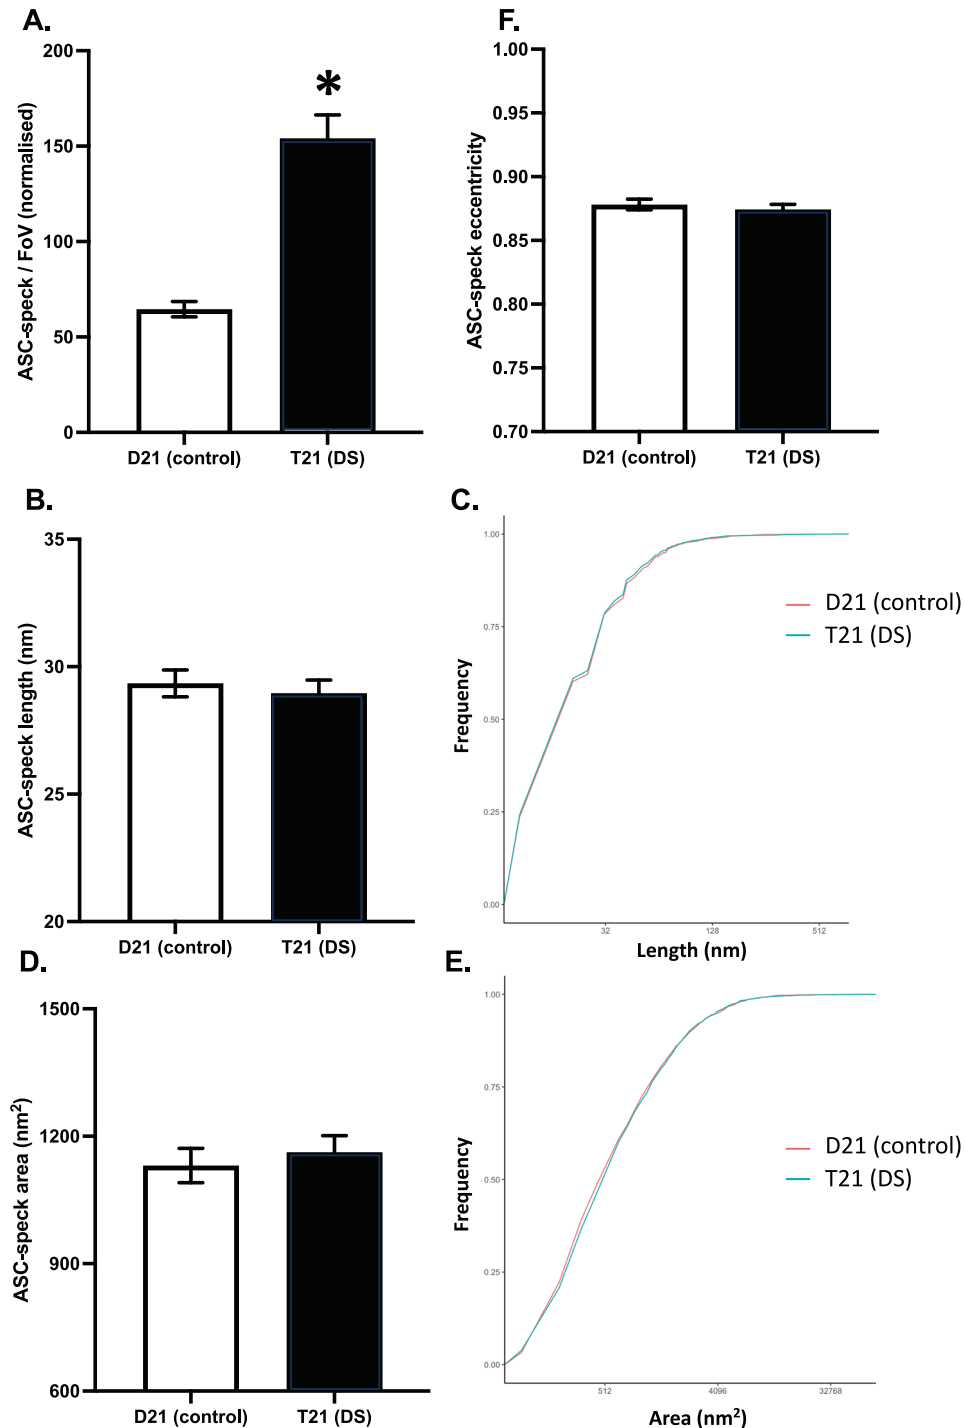 A.
ASC-speck / FoV (normalised)
200
150
100
50
0
*
D21 (control) T21 (DS)
F.
ASC-speck eccentricity
1.00
0.95
0.90
0.85
0.80
0.75
0.70
D21 (control) T21 (DS)
B.
ASC-speck length (nm)
35
30
25
20
D21 (control) T21 (DS)
C.
Frequency
1.00
0.75
0.50
0.25
0.00
D21 (control)
T21 (DS)
32 128 512
Length (nm)
D.
ASC-speck area (nm²)
1500
1200
900
600
D21 (control) T21 (DS)
E.
Frequency
1.00
0.75
0.50
0.25
0.00
D21 (control)
T21 (DS)
512 4096 32768
Area (nm²)